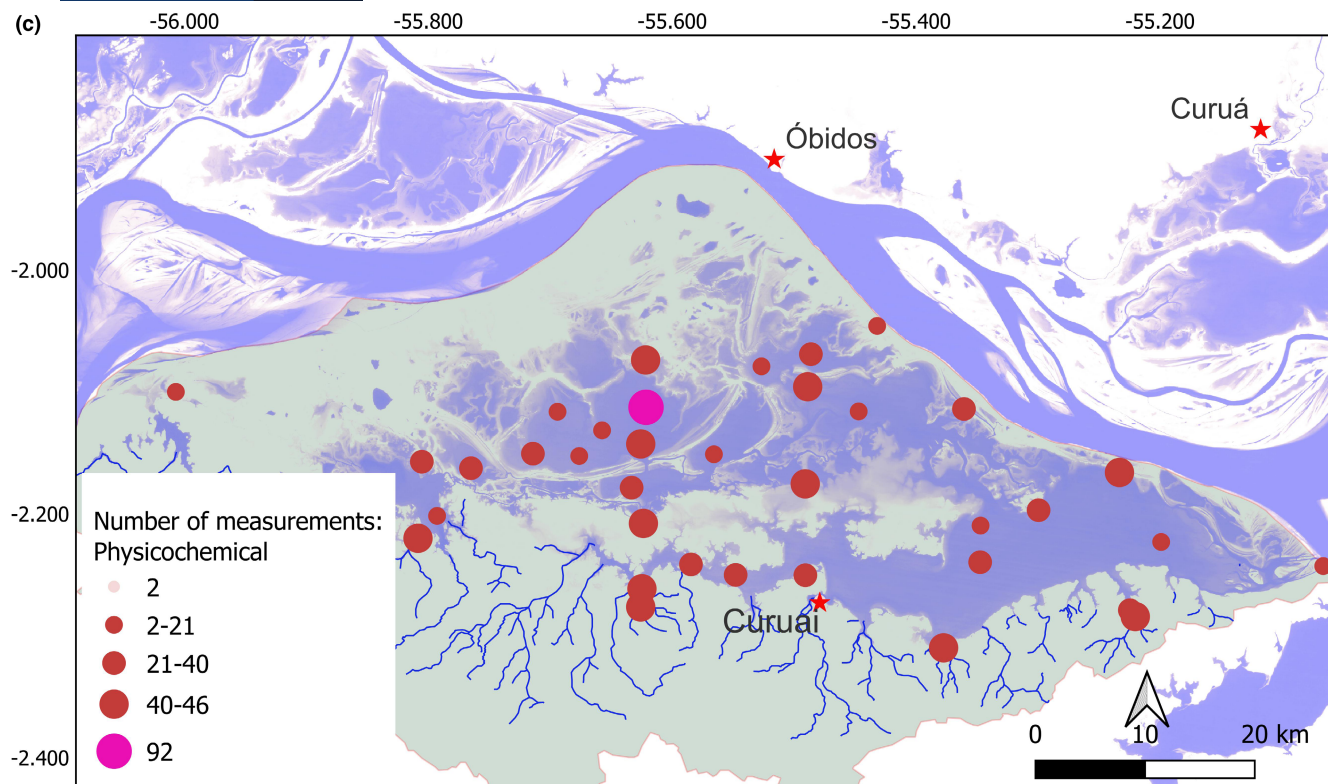 (c)
-56.000 -55.800 -55.600 -55.400 -55.200
Curuá
Óbidos
-2.000
-2.200
Number of measurements:
Physicochemical
2
2-21
21-40
40-46
92
Curuai
0 10 20 km
-2.400